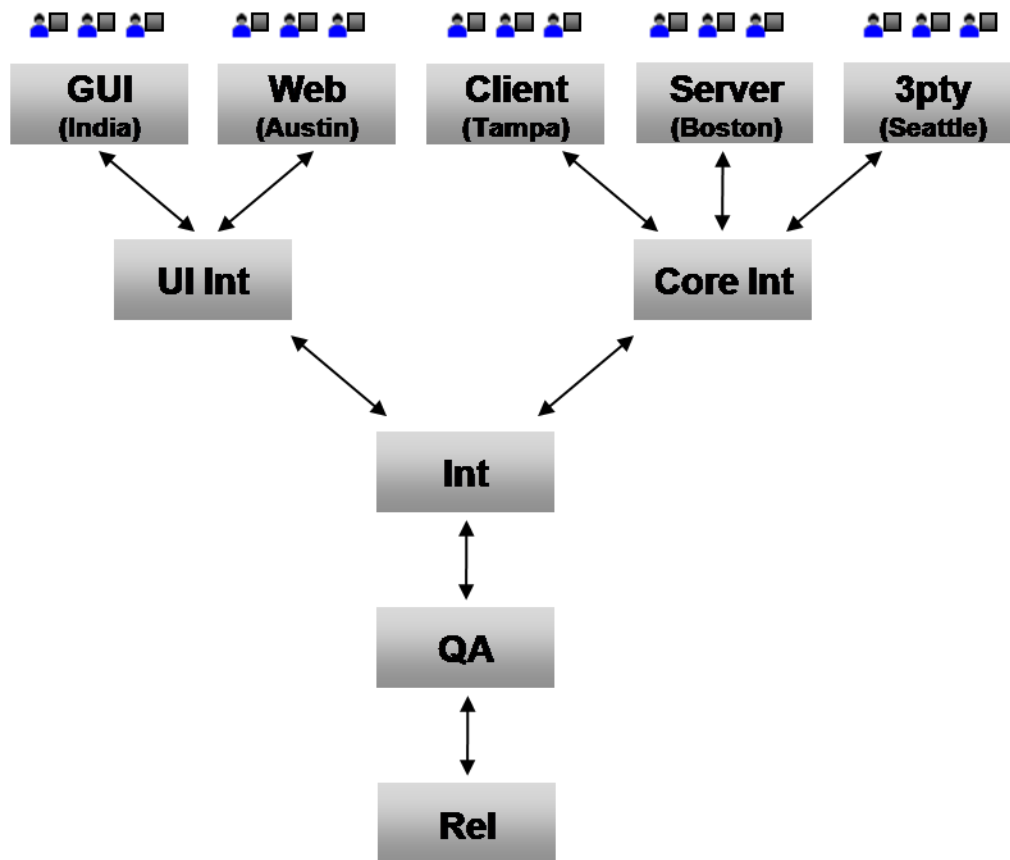 GUI
(India)
Web
(Austin)
Client
(Tampa)
Server
(Boston)
3pty
(Seattle)
UI Int
Core Int
Int
QA
Rel